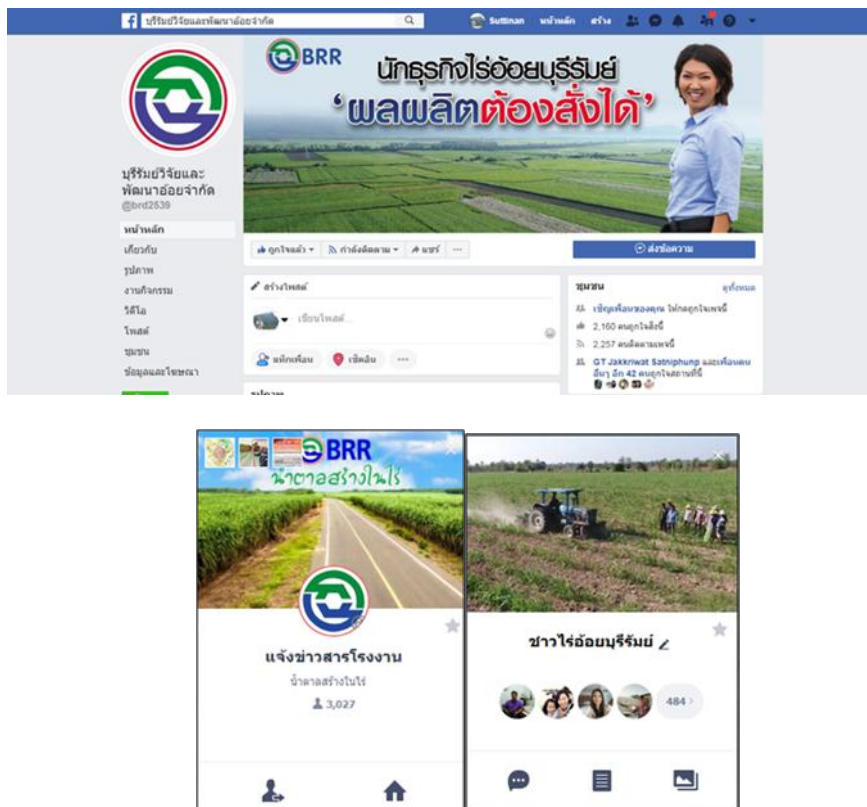 บุรีรัมย์วิจัยและพัฒนาอ้อยจำกัด
Suttinan
หน้าหลัก
สร้าง
BRR
นักธุรกิจไร่อ้อยบุรีรัมย์
‘ผลผลิตต้องสั่งได้’
บุรีรัมย์วิจัยและ
พัฒนาอ้อยจำกัด
@brd2539
หน้าหลัก
เกี่ยวกับ
รูปภาพ
งานกิจกรรม
วิดีโอ
โพสต์
ชุมชน
ข้อมูลและโฆษณา
ถูกใจแล้ว
กำลังติดตาม
แชร์
ส่งข้อความ
สร้างโพสต์
เขียนโพสต์...
แท็กเพื่อน
เช็คอิน
รูปภาพ
ชุมชน
ดูทั้งหมด
เชิญเพื่อนของคุณ ให้กดถูกใจเพจนี้
2,160 คนถูกใจสิ่งนี้
2,257 คนติดตามเพจนี้
GT Jakkriwat Satniphunp และเพื่อนคน
อื่นๆ อีก 42 คนถูกใจสถานที่นี้
BRR
น้ำตาลสร้างในไร่
แจ้งข่าวสารโรงงาน
น้ำตาลสร้างในไร่
3,027
ชาวไร่อ้อยบุรีรัมย์
484 >